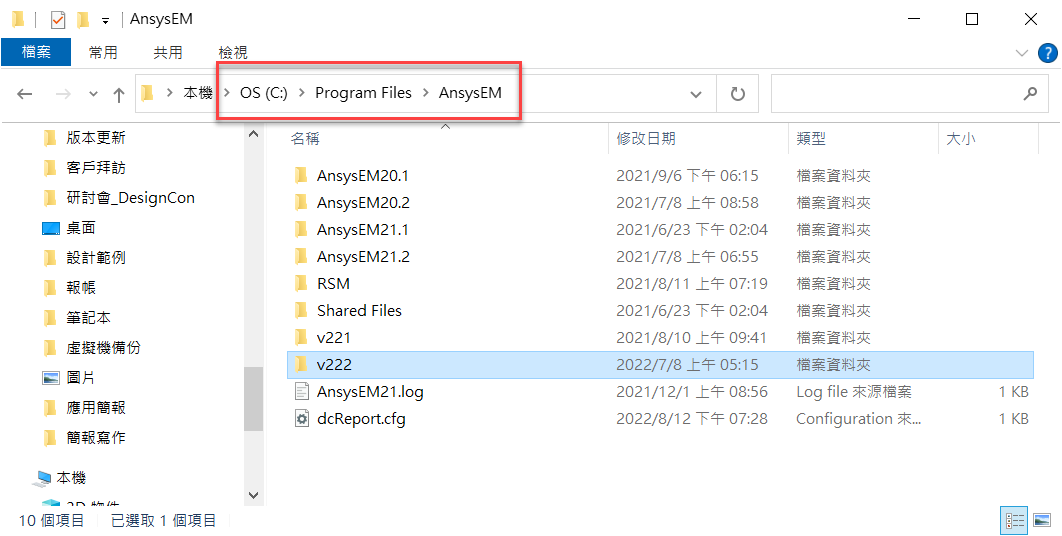 AnsysEM
檔案 常用 共用 檢視
本機 OS (C:) Program Files AnsysEM
版本更新
客戶拜訪
研討會_DesignCon
桌面
設計範例
報帳
筆記本
虛擬機備份
圖片
應用簡報
簡報寫作
本機
3D 物件
名稱 修改日期 類型 大小
AnsysEM20.1 2021/9/6 下午 06:15 檔案資料夾
AnsysEM20.2 2021/7/8 上午 08:58 檔案資料夾
AnsysEM21.1 2021/6/23 下午 02:04 檔案資料夾
AnsysEM21.2 2021/7/8 上午 06:55 檔案資料夾
RSM 2021/8/11 上午 07:19 檔案資料夾
Shared Files 2021/6/23 下午 02:04 檔案資料夾
v221 2021/8/10 上午 09:41 檔案資料夾
v222 2022/7/8 上午 05:15 檔案資料夾
AnsysEM21.log 2021/12/1 上午 08:56 Log file 來源檔案 1 KB
dcReport.cfg 2022/8/12 下午 07:28 Configuration 來... 1 KB
10 個項目 已選取 1 個項目